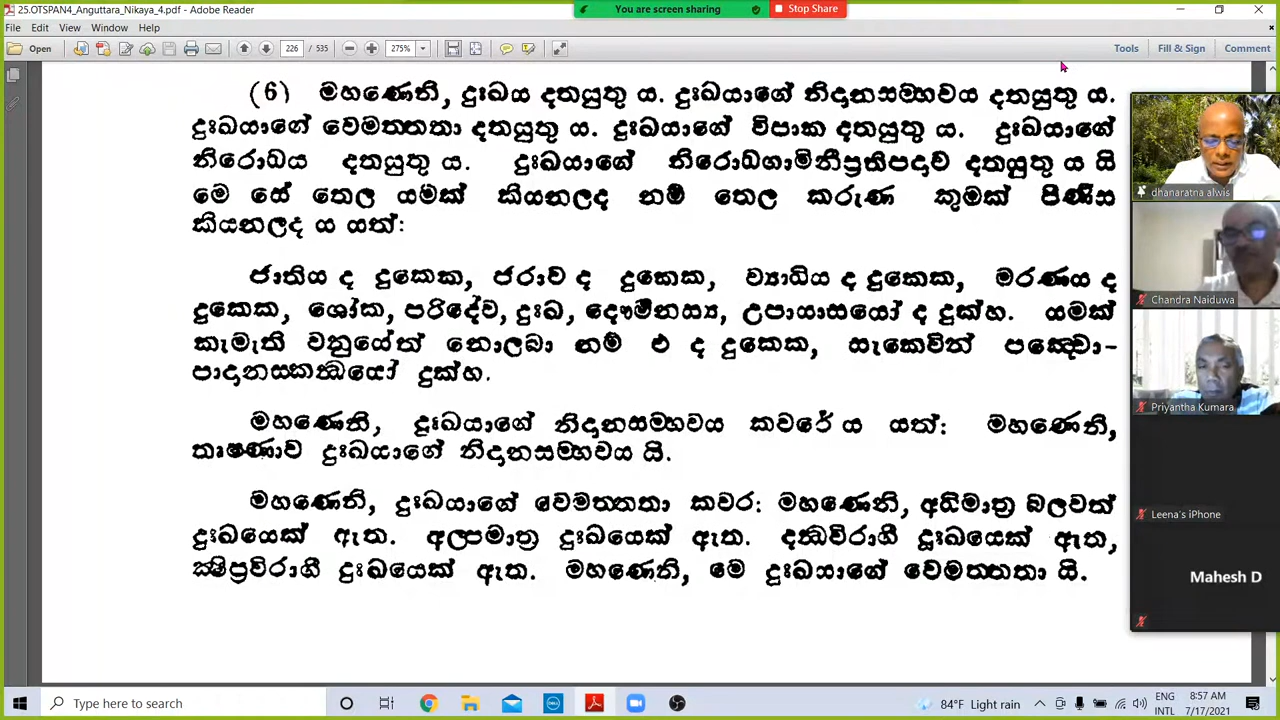 25.OTSPAN4_Anguttara_Nikaya_4.pdf - Adobe Reader
You are screen sharing
Stop Share
File Edit View Window Help
Open
226 / 535
275%
Tools Fill & Sign Comment
(6) මහණෙනි, දුඃඛය දතයුතු ය. දුඃඛයාගේ නිදානසම්භවය දතයුතු ය.
දුඃඛයාගේ වෙමත්තතා දතයුතු ය. දුඃඛයාගේ විපාක දතයුතු ය. දුඃඛයාගේ
නිරොධය දතයුතු ය. දුඃඛයාගේ නිරොධගාමිනීප්‍රතිපදාව දතයුතු ය යි
මෙ සේ තෙල යමක් කියනලද නම් තෙල කරුණ කුමක් පිණිස
කියනලද ය යත්:
ජාතිය ද දුකෙක, ජරාව ද දුකෙක, ව්‍යාධිය ද දුකෙක, මරණය ද
දුකෙක, ශෝක, පරිදේව, දුඃඛ, දෞර්මනස්‍ය, උපායාසයෝ ද දුක්හ. යමක්
කැමැති වනුයේත් නොලබා නම් එ ද දුකෙක, සැකෙවින් පඤ්චො-
පාදානස්කන්‍ධයෝ දුක්හ.
මහණෙනි, දුඃඛයාගේ නිදානසම්භවය කවරේ ය යත්: මහණෙනි,
තෘෂ්ණාව දුඃඛයාගේ නිදානසම්භවය යි.
මහණෙනි, දුඃඛයාගේ වෙමත්තතා කවර: මහණෙනි, අධිමාත්‍ර බලවත්
දුඃඛයෙක් ඇත. අල්පමාත්‍ර දුඃඛයෙක් ඇත. දන්‍ධවිරාගී දුඃඛයෙක් ඇත,
ක්‍ෂිප්‍රවිරාගී දුඃඛයෙක් ඇත. මහණෙනි, මේ දුඃඛයාගේ වෙමත්තතා යි.
dhanaratna alwis
Chandra Naiduwa
Priyantha Kumara
Leena's iPhone
Mahesh D
Type here to search
84°F Light rain
ENG
INTL
8:57 AM
7/17/2021